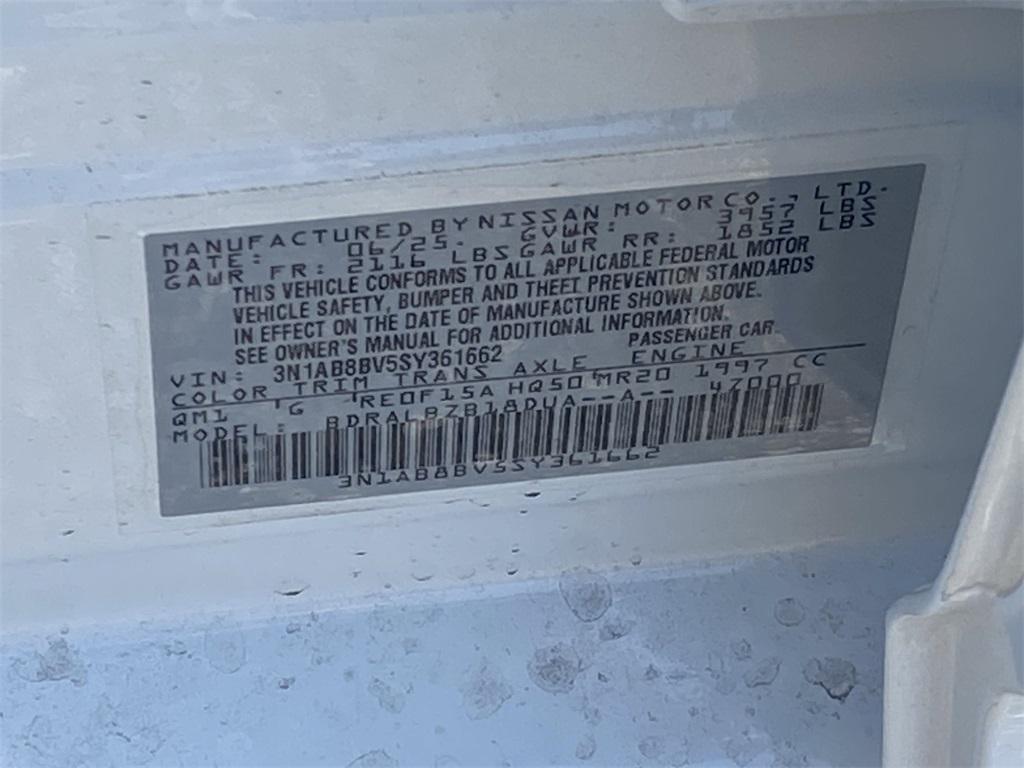 MANUFACTURED BY NISSAN MOTOR CO., LTD.
DATE: 06/25. GVWR: 3957 LBS
GAWR FR: 2116 LBS GAWR RR: 1852 LBS
THIS VEHICLE CONFORMS TO ALL APPLICABLE FEDERAL MOTOR
VEHICLE SAFETY, BUMPER AND THEFT PREVENTION STANDARDS
IN EFFECT ON THE DATE OF MANUFACTURE SHOWN ABOVE.
SEE OWNER'S MANUAL FOR ADDITIONAL INFORMATION.
VIN: 3N1AB8BV5SY361662 PASSENGER CAR
COLOR TRIM TRANS AXLE ENGINE
QM1 G RE0F15A HQ50 MR20 1997 CC
MODEL: BDRALBZB18DUA--A-- 47000
3N1AB8BV5SY361662